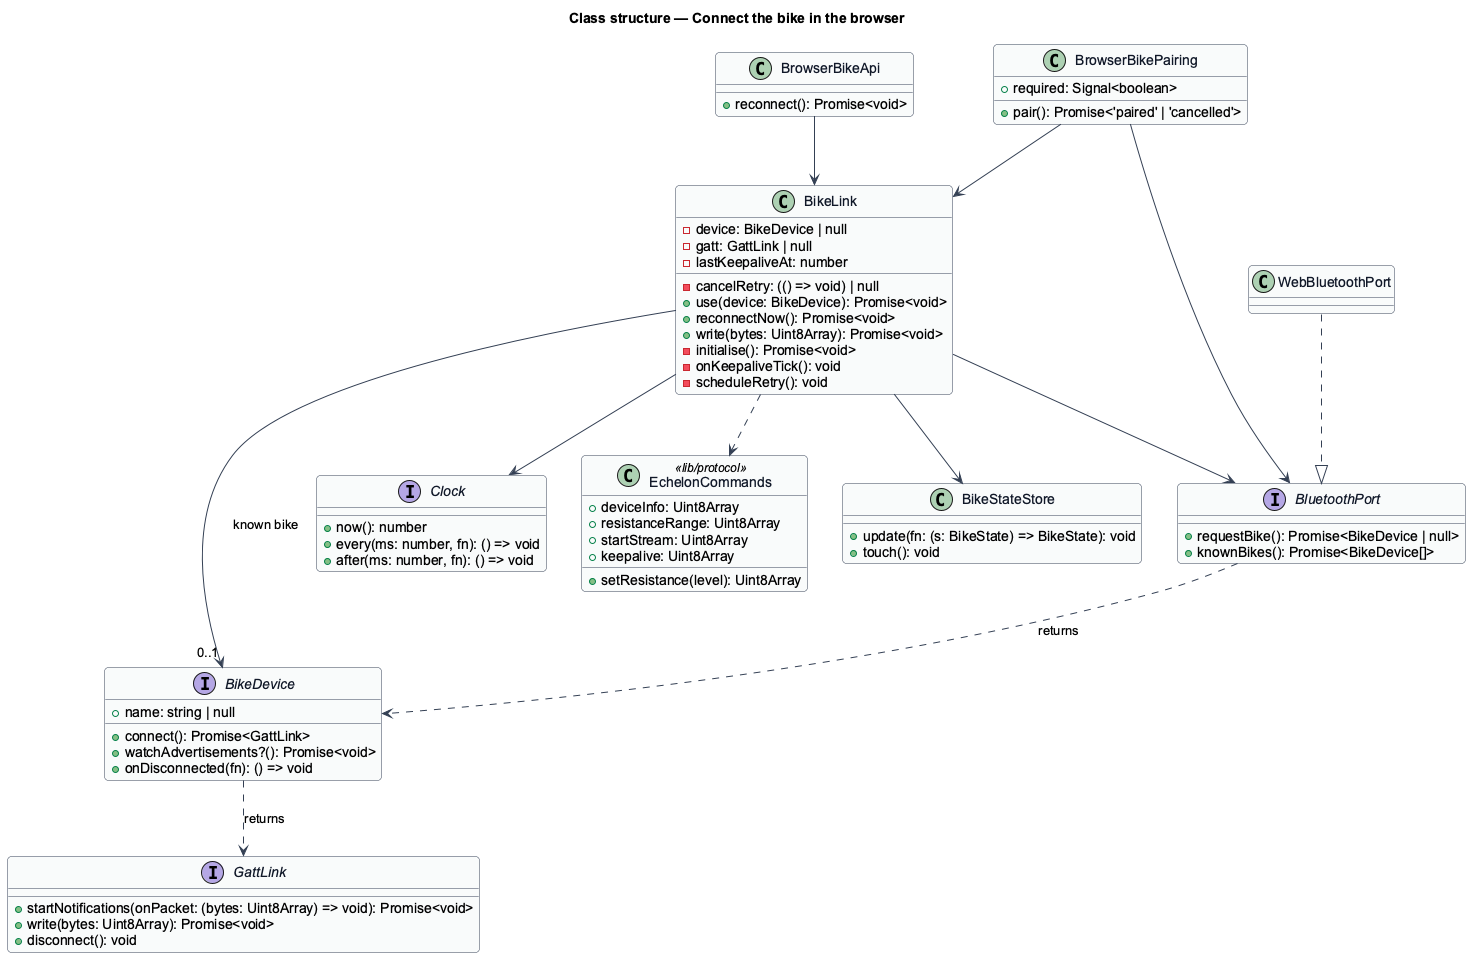 Class structure — Connect the bike in the browser
C BrowserBikeApi
reconnect(): Promise<void>
C BrowserBikePairing
required: Signal<boolean>
pair(): Promise<'paired' | 'cancelled'>
C BikeLink
device: BikeDevice | null
gatt: GattLink | null
lastKeepaliveAt: number
cancelRetry: (() => void) | null
use(device: BikeDevice): Promise<void>
reconnectNow(): Promise<void>
write(bytes: Uint8Array): Promise<void>
initialise(): Promise<void>
onKeepaliveTick(): void
scheduleRetry(): void
C WebBluetoothPort
known bike
I Clock
now(): number
every(ms: number, fn): () => void
after(ms: number, fn): () => void
«lib/protocol»
C EchelonCommands
deviceInfo: Uint8Array
resistanceRange: Uint8Array
startStream: Uint8Array
keepalive: Uint8Array
setResistance(level): Uint8Array
C BikeStateStore
update(fn: (s: BikeState) => BikeState): void
touch(): void
I BluetoothPort
requestBike(): Promise<BikeDevice | null>
knownBikes(): Promise<BikeDevice[]>
returns
0..1
I BikeDevice
name: string | null
connect(): Promise<GattLink>
watchAdvertisements?(): Promise<void>
onDisconnected(fn): () => void
returns
I GattLink
startNotifications(onPacket: (bytes: Uint8Array) => void): Promise<void>
write(bytes: Uint8Array): Promise<void>
disconnect(): void